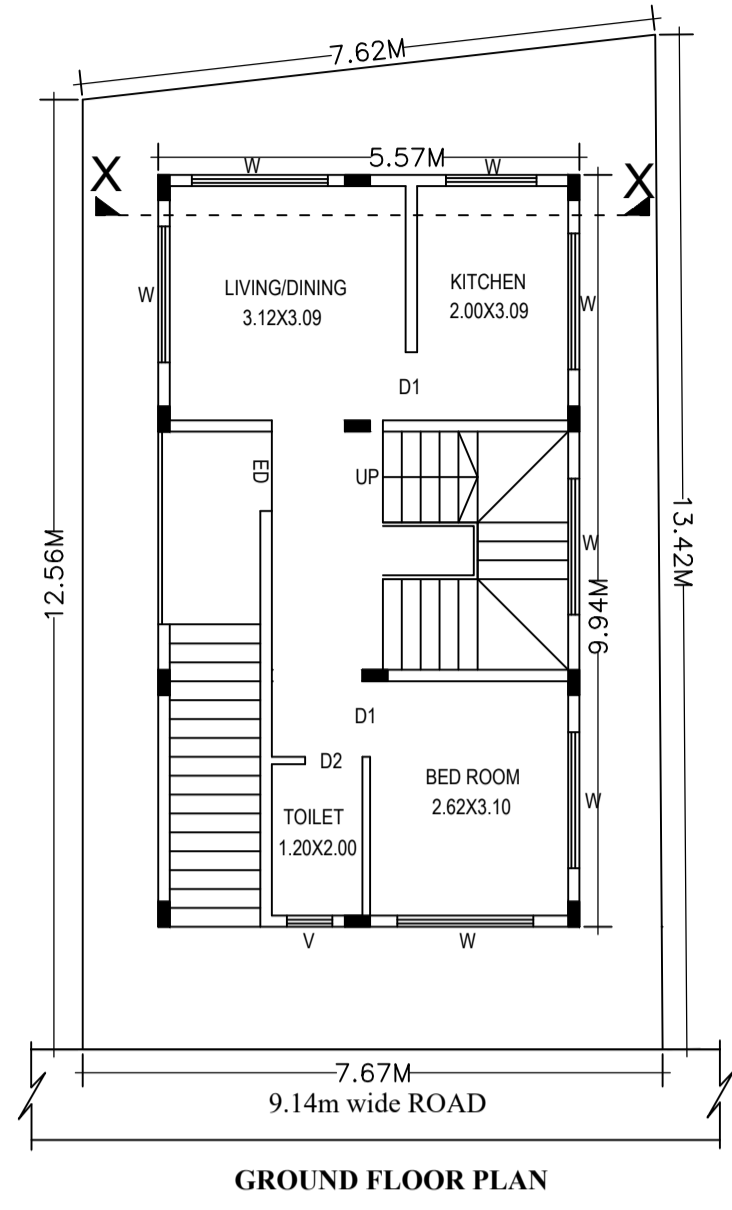 7.62M
5.57M
W
W
X
X
W
LIVING/DINING
3.12X3.09
KITCHEN
2.00X3.09
W
D1
ED
UP
12.56M
13.42M
W
9.94M
D1
D2
BED ROOM
2.62X3.10
W
TOILET
1.20X2.00
V
W
7.67M
9.14m wide ROAD
GROUND FLOOR PLAN